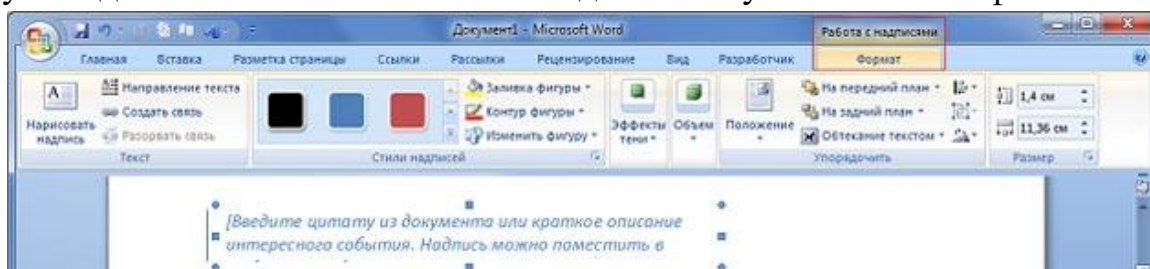 Документ1 - Microsoft Word
Работа с надписями
Главная Вставка Разметка страницы Ссылки Рассылки Рецензирование Вид Разработчик Формат
Нарисовать надпись
Направление текста
Создать связь
Разорвать связь
Текст
Заливка фигуры
Контур фигуры
Изменить фигуру
Стили надписей
Эффекты тени
Объем
Положение
На передний план
На задний план
Обтекание текстом
Упорядочить
1,4 см
11,36 см
Размер
[Введите цитату из документа или краткое описание
интересного события. Надпись можно поместить в